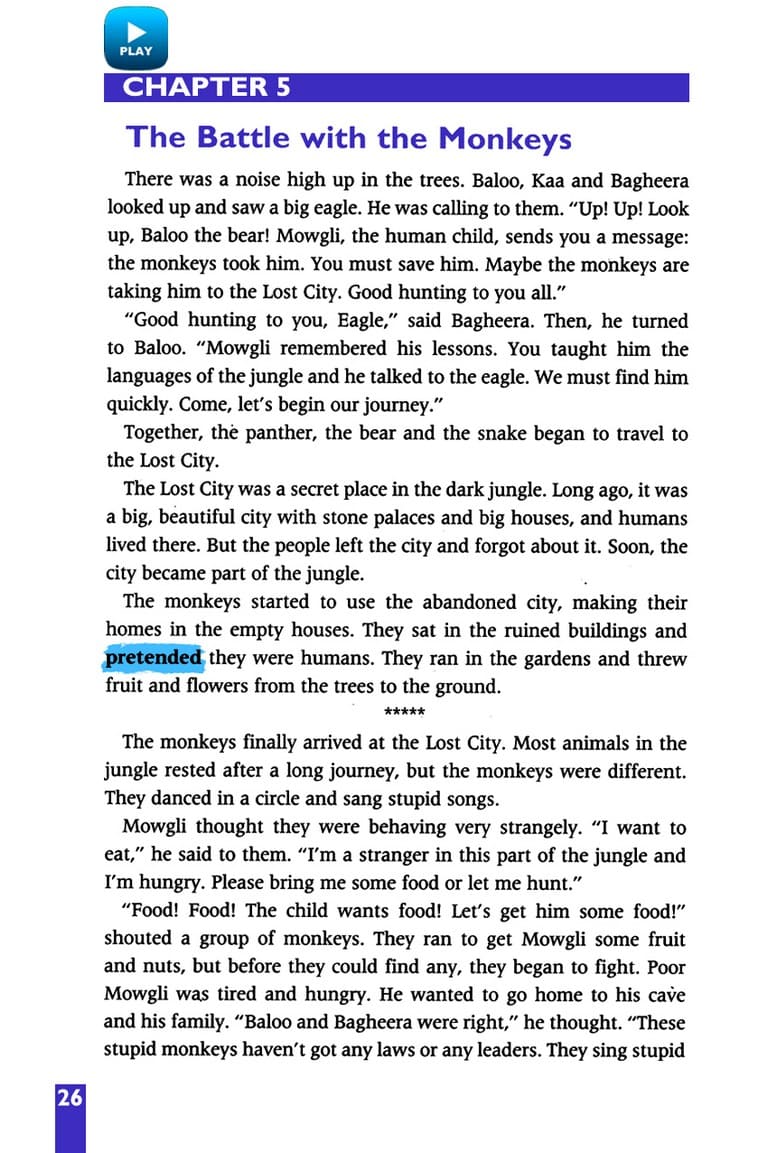 PLAY
CHAPTER 5
The Battle with the Monkeys
There was a noise high up in the trees. Baloo, Kaa and Bagheera
looked up and saw a big eagle. He was calling to them. “Up! Up! Look
up, Baloo the bear! Mowgli, the human child, sends you a message:
the monkeys took him. You must save him. Maybe the monkeys are
taking him to the Lost City. Good hunting to you all.”
“Good hunting to you, Eagle,” said Bagheera. Then, he turned
to Baloo. “Mowgli remembered his lessons. You taught him the
languages of the jungle and he talked to the eagle. We must find him
quickly. Come, let’s begin our journey.”
Together, the panther, the bear and the snake began to travel to
the Lost City.
The Lost City was a secret place in the dark jungle. Long ago, it was
a big, beautiful city with stone palaces and big houses, and humans
lived there. But the people left the city and forgot about it. Soon, the
city became part of the jungle.
The monkeys started to use the abandoned city, making their
homes in the empty houses. They sat in the ruined buildings and
pretended they were humans. They ran in the gardens and threw
fruit and flowers from the trees to the ground.
*****
The monkeys finally arrived at the Lost City. Most animals in the
jungle rested after a long journey, but the monkeys were different.
They danced in a circle and sang stupid songs.
Mowgli thought they were behaving very strangely. “I want to
eat,” he said to them. “I’m a stranger in this part of the jungle and
I’m hungry. Please bring me some food or let me hunt.”
“Food! Food! The child wants food! Let’s get him some food!”
shouted a group of monkeys. They ran to get Mowgli some fruit
and nuts, but before they could find any, they began to fight. Poor
Mowgli was tired and hungry. He wanted to go home to his cave
and his family. “Baloo and Bagheera were right,” he thought. “These
stupid monkeys haven’t got any laws or any leaders. They sing stupid
26